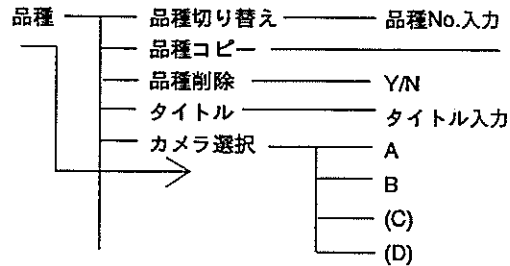 品種 品種切り替え 品種No.入力
品種コピー
品種削除 Y/N
タイトル タイトル入力
カメラ選択 A
B
(C)
(D)